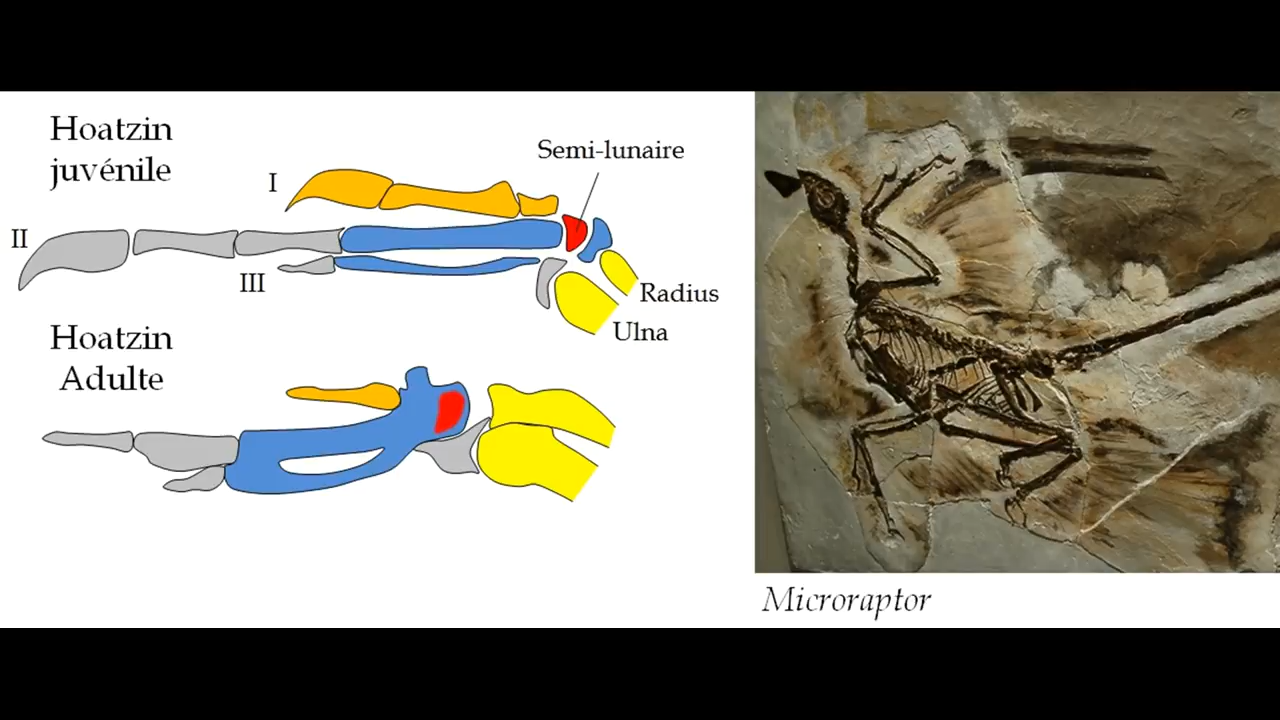 Hoatzin
juvénile
Semi-lunaire
I
II
III
Radius
Ulna
Hoatzin
Adulte
Microraptor